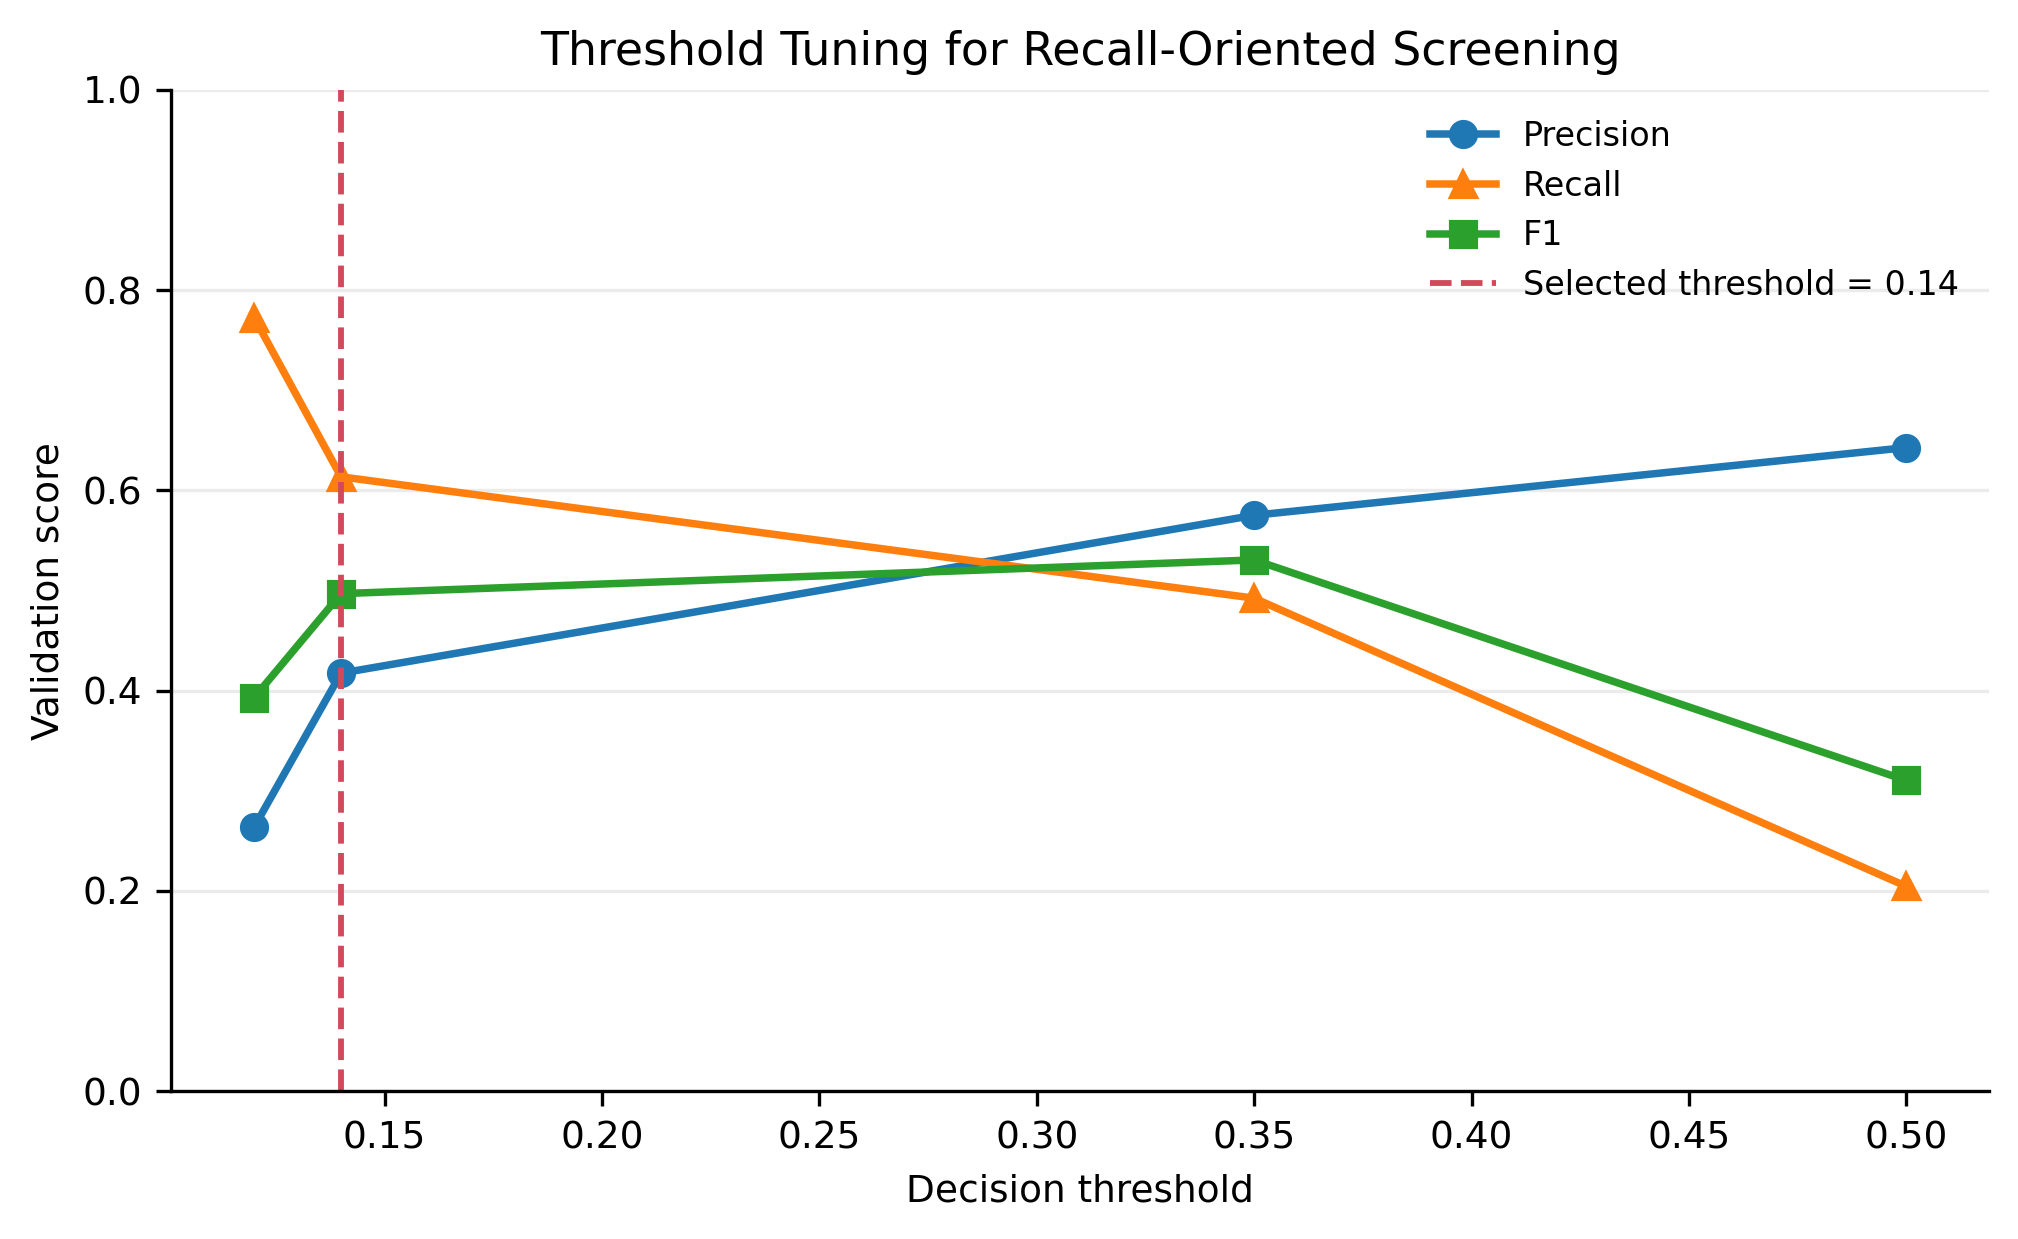 Threshold Tuning for Recall-Oriented Screening
1.0
0.8
0.6
0.4
0.2
0.0
Validation score
Precision
Recall
F1
Selected threshold = 0.14
0.15 0.20 0.25 0.30 0.35 0.40 0.45 0.50
Decision threshold